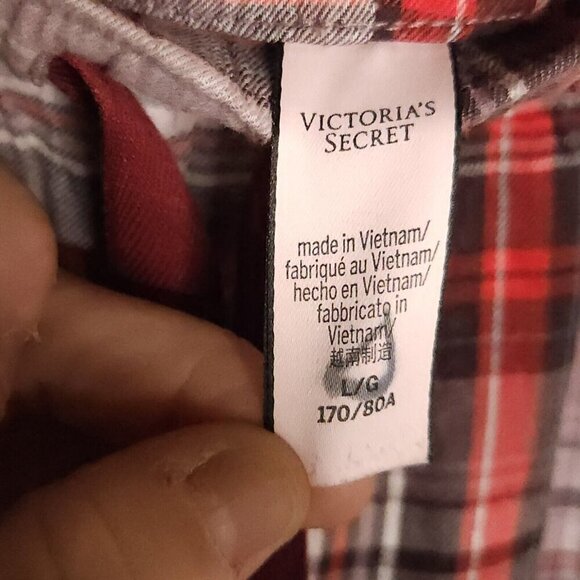 VICTORIA'S
SECRET
made in Vietnam/
fabriqué au Vietnam/
hecho en Vietnam/
fabbricato in
Vietnam/
越南制造
L/G
170/80A